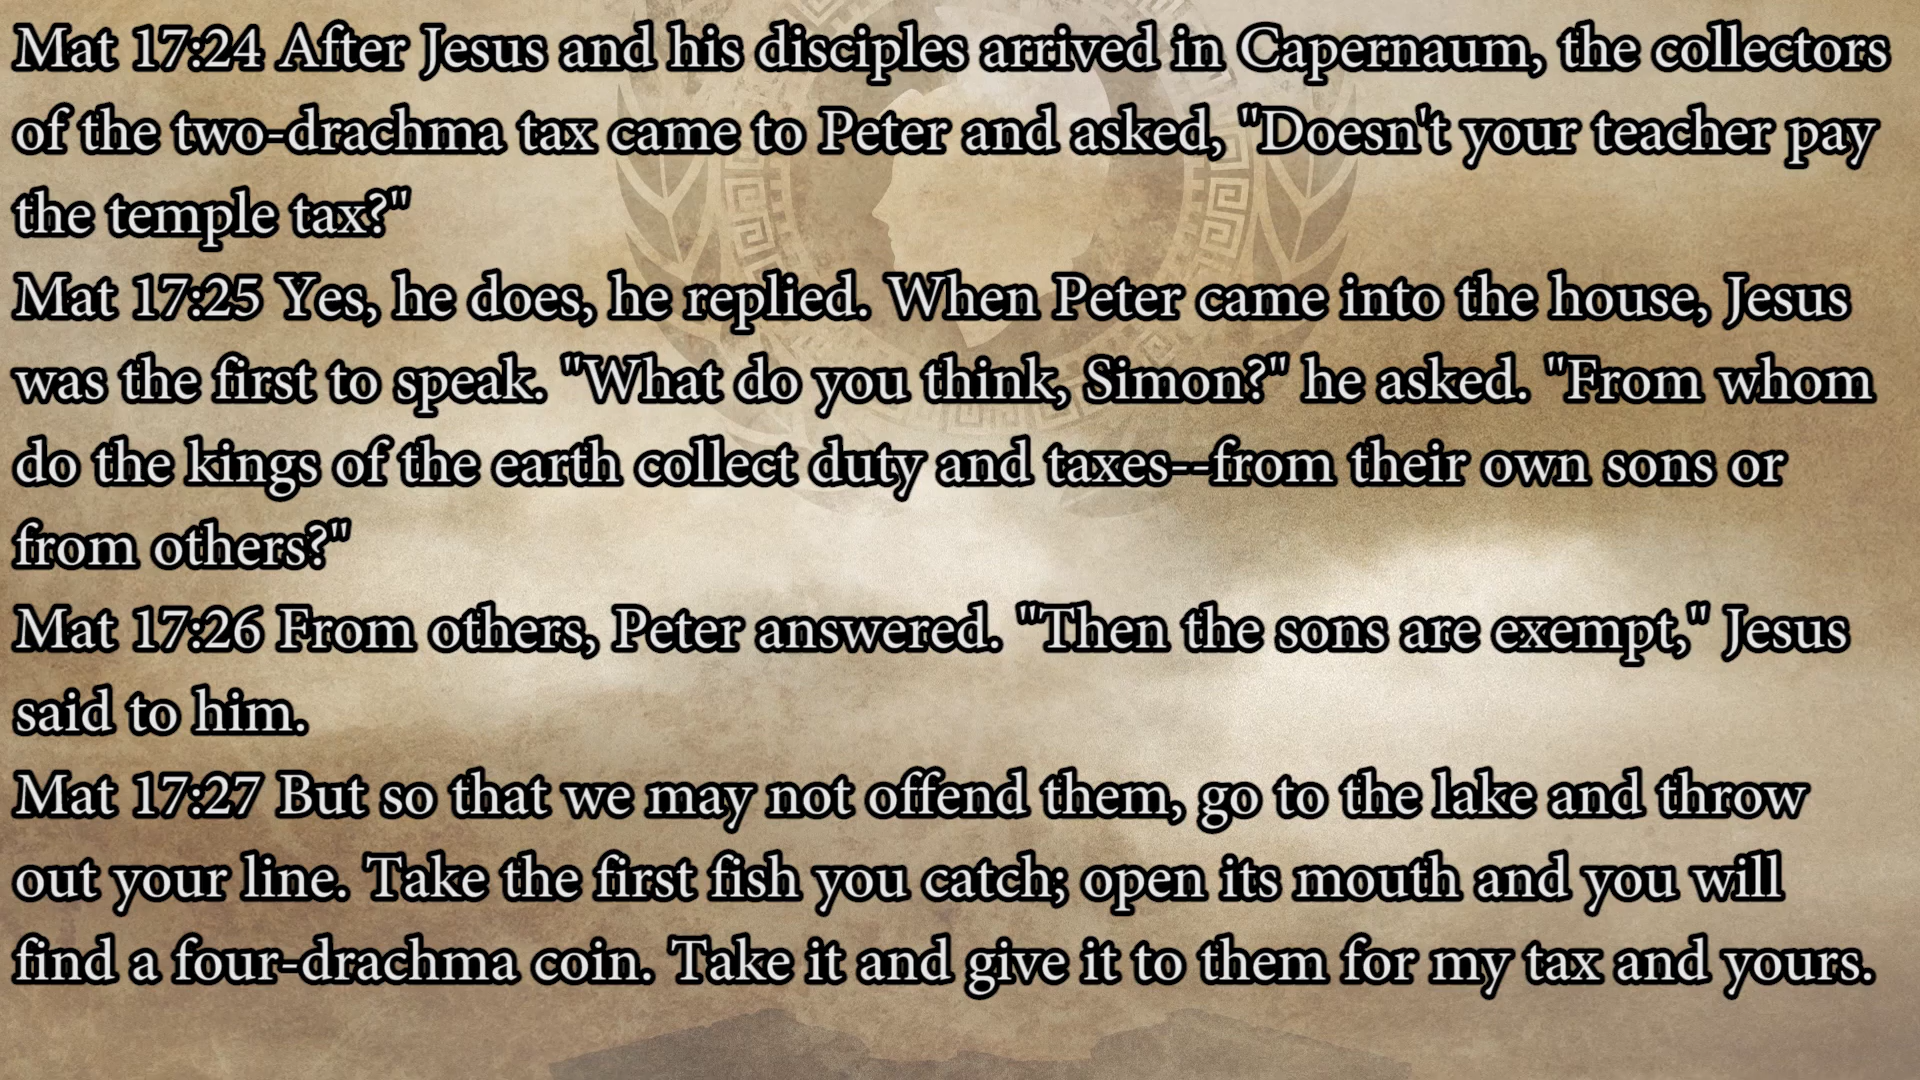 Mat 17:24 After Jesus and his disciples arrived in Capernaum, the collectors
of the two-drachma tax came to Peter and asked, "Doesn't your teacher pay
the temple tax?"
Mat 17:25 Yes, he does, he replied. When Peter came into the house, Jesus
was the first to speak. "What do you think, Simon?" he asked. "From whom
do the kings of the earth collect duty and taxes--from their own sons or
from others?"
Mat 17:26 From others, Peter answered. "Then the sons are exempt," Jesus
said to him.
Mat 17:27 But so that we may not offend them, go to the lake and throw
out your line. Take the first fish you catch; open its mouth and you will
find a four-drachma coin. Take it and give it to them for my tax and yours.